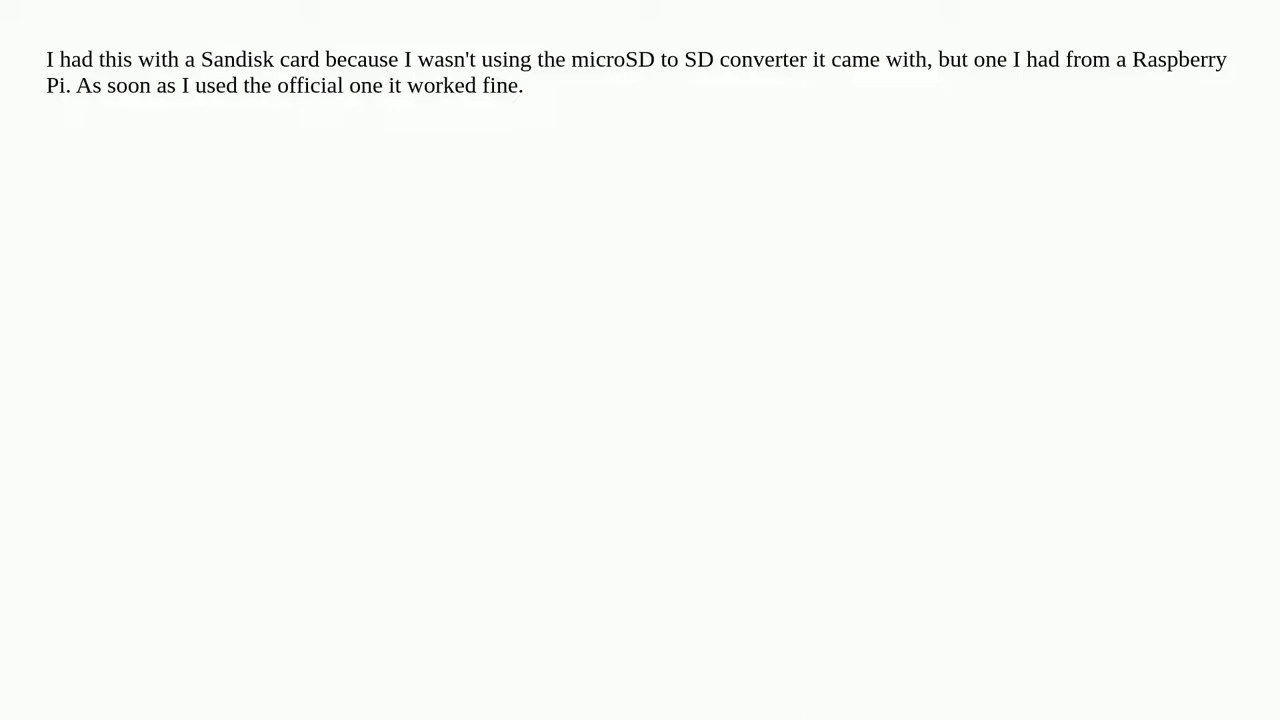 I had this with a Sandisk card because I wasn't using the microSD to SD converter it came with, but one I had from a Raspberry
Pi. As soon as I used the official one it worked fine.